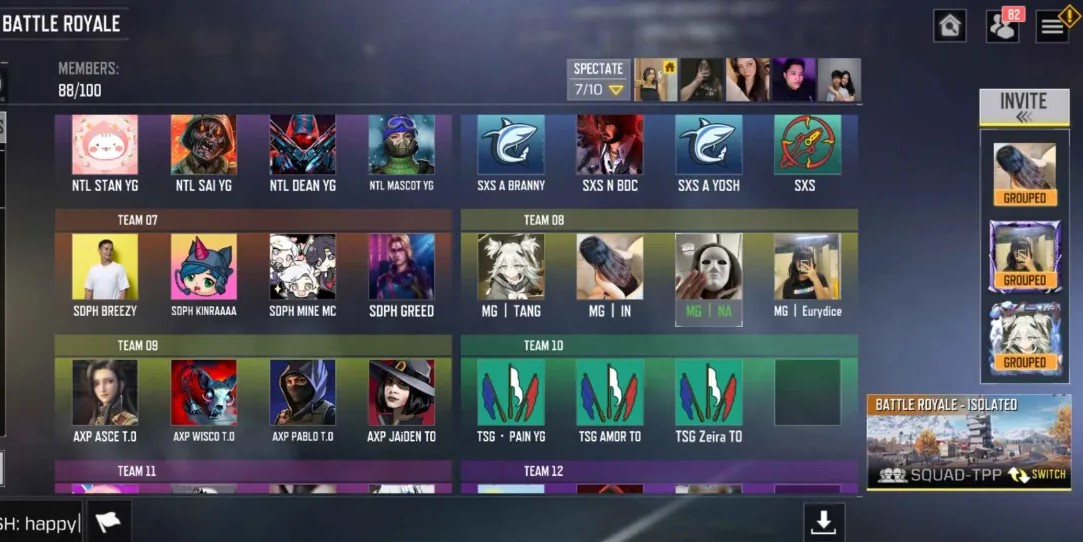 BATTLE ROYALE
82
MEMBERS:
88/100
SPECTATE
7/10
INVITE
NTL STAN YG
NTL SAI YG
NTL DEAN YG
NTL MASCOT YG
SXS A BRANNY
SXS N BDC
SXS A YOSH
SXS
GROUPED
TEAM 07
TEAM 08
SDPH BREEZY
SDPH KINRAAAA
SDPH MINE MC
SDPH GREED
MG | TANG
MG | IN
MG | NA
MG | Eurydice
GROUPED
TEAM 09
TEAM 10
GROUPED
AXP ASCE T.O
AXP WISCO T.O
AXP PABLO T.O
AXP JAiDEN TO
TSG • PAIN YG
TSG AMOR TO
TSG Zeira TO
BATTLE ROYALE - ISOLATED
SQUAD-TPP
SWITCH
TEAM 11
TEAM 12
SH: happy